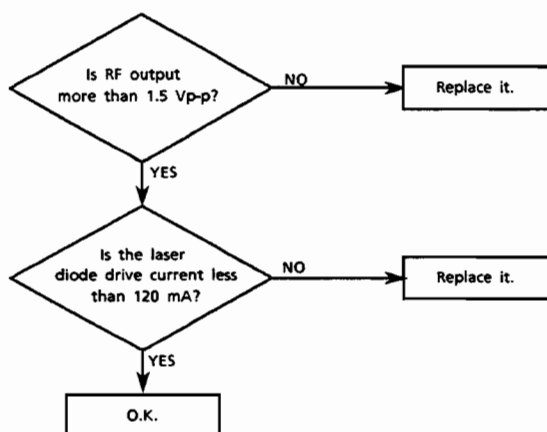 Is RF output
more than 1.5 Vp-p?
NO
Replace it.
YES
Is the laser
diode drive current less
than 120 mA?
NO
Replace it.
YES
O.K.